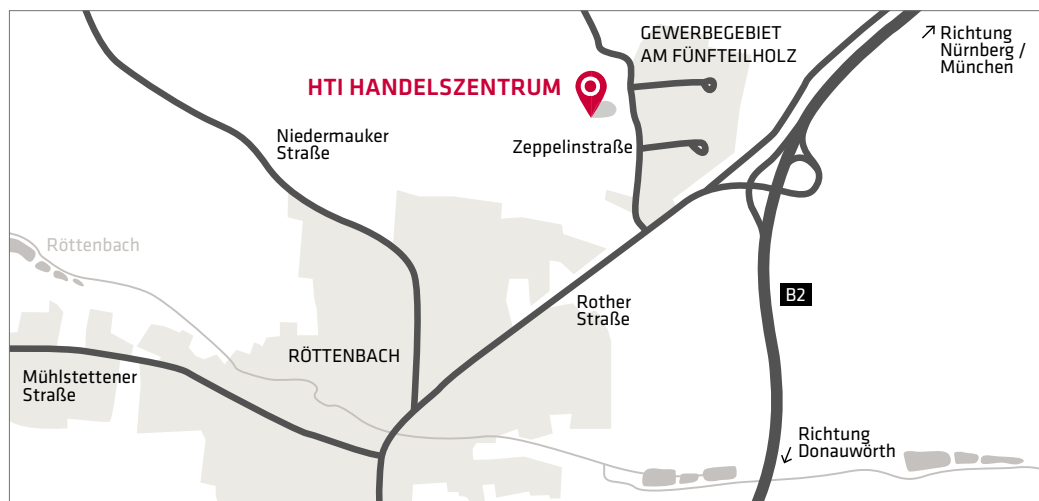 GEWERBEGEBIET
AM FÜNFTEILHOLZ
↗ Richtung
Nürnberg /
München
HTI HANDELSZENTRUM
Niedermauker
Straße
Zeppelinstraße
Röttenbach
B2
Rother
Straße
RÖTTENBACH
Mühlstettener
Straße
Richtung
↙ Donauwörth